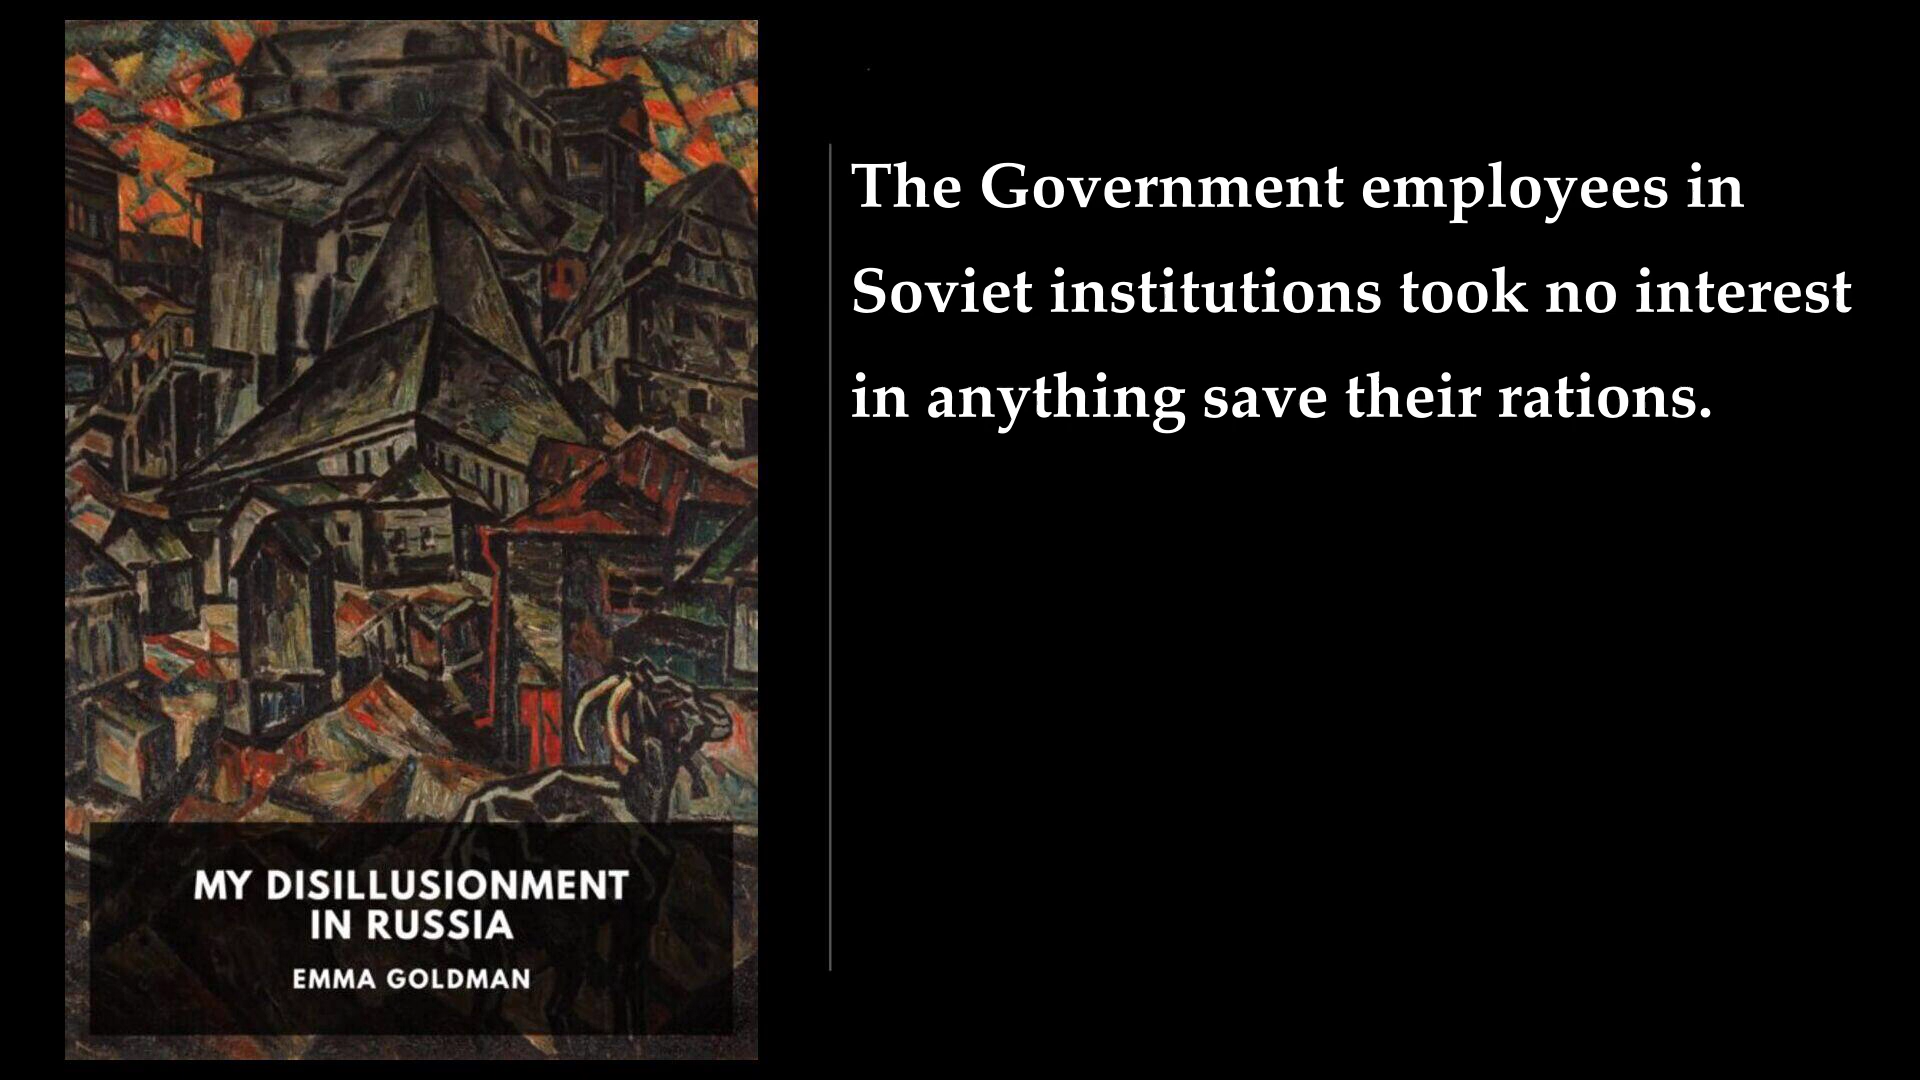 The Government employees in
Soviet institutions took no interest
in anything save their rations.
MY DISILLUSIONMENT
IN RUSSIA
EMMA GOLDMAN